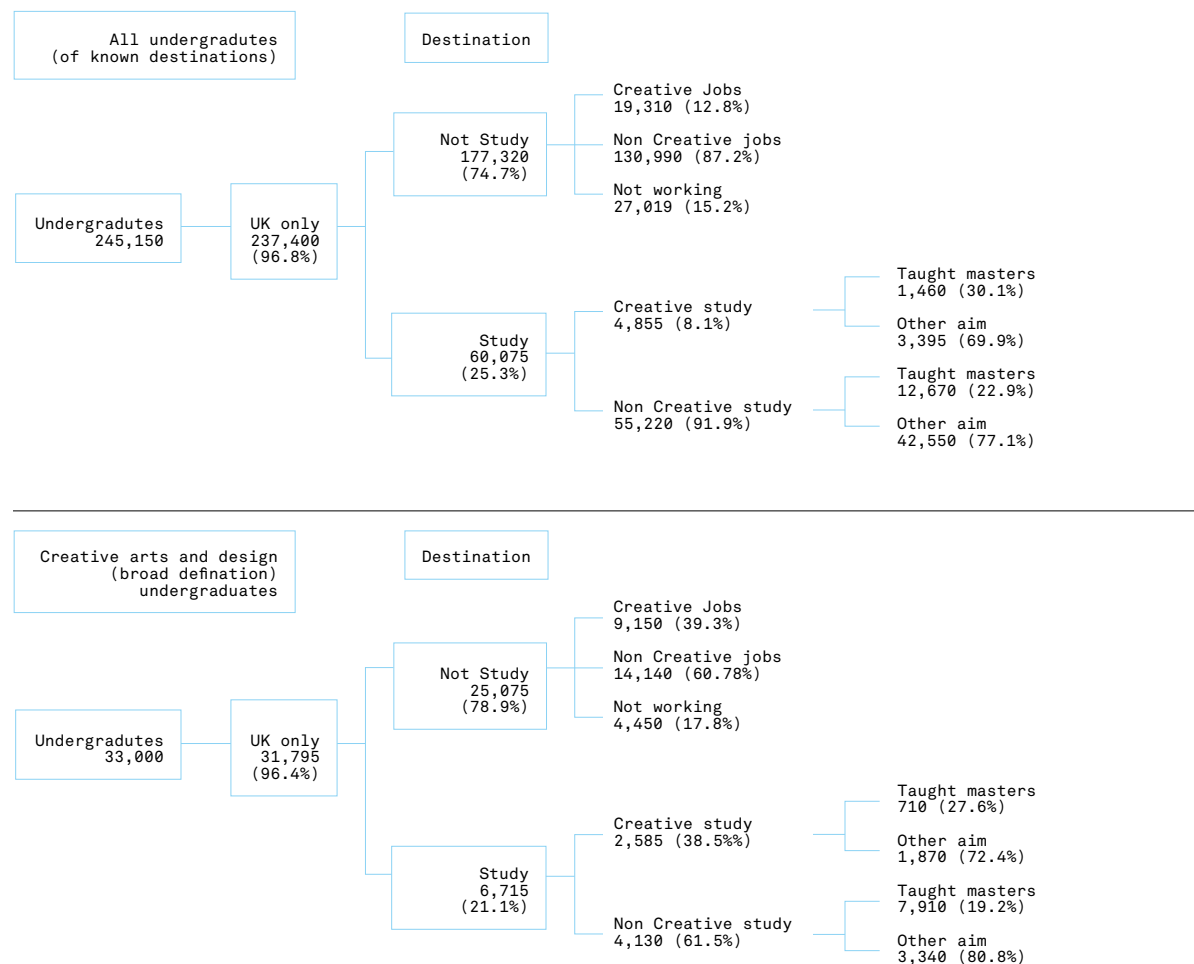 All undergradutes
(of known destinations)
Destination
Creative Jobs
19,310 (12.8%)
Not Study
177,320
(74.7%)
Non Creative jobs
130,990 (87.2%)
Not working
27,019 (15.2%)
Undergradutes
245,150
UK only
237,400
(96.8%)
Taught masters
1,460 (30.1%)
Creative study
4,855 (8.1%)
Other aim
3,395 (69.9%)
Study
60,075
(25.3%)
Taught masters
12,670 (22.9%)
Non Creative study
55,220 (91.9%)
Other aim
42,550 (77.1%)
Creative arts and design
(broad defination)
undergraduates
Destination
Creative Jobs
9,150 (39.3%)
Not Study
25,075
(78.9%)
Non Creative jobs
14,140 (60.78%)
Not working
4,450 (17.8%)
Undergradutes
33,000
UK only
31,795
(96.4%)
Taught masters
710 (27.6%)
Creative study
2,585 (38.5%%)
Other aim
1,870 (72.4%)
Study
6,715
(21.1%)
Taught masters
7,910 (19.2%)
Non Creative study
4,130 (61.5%)
Other aim
3,340 (80.8%)